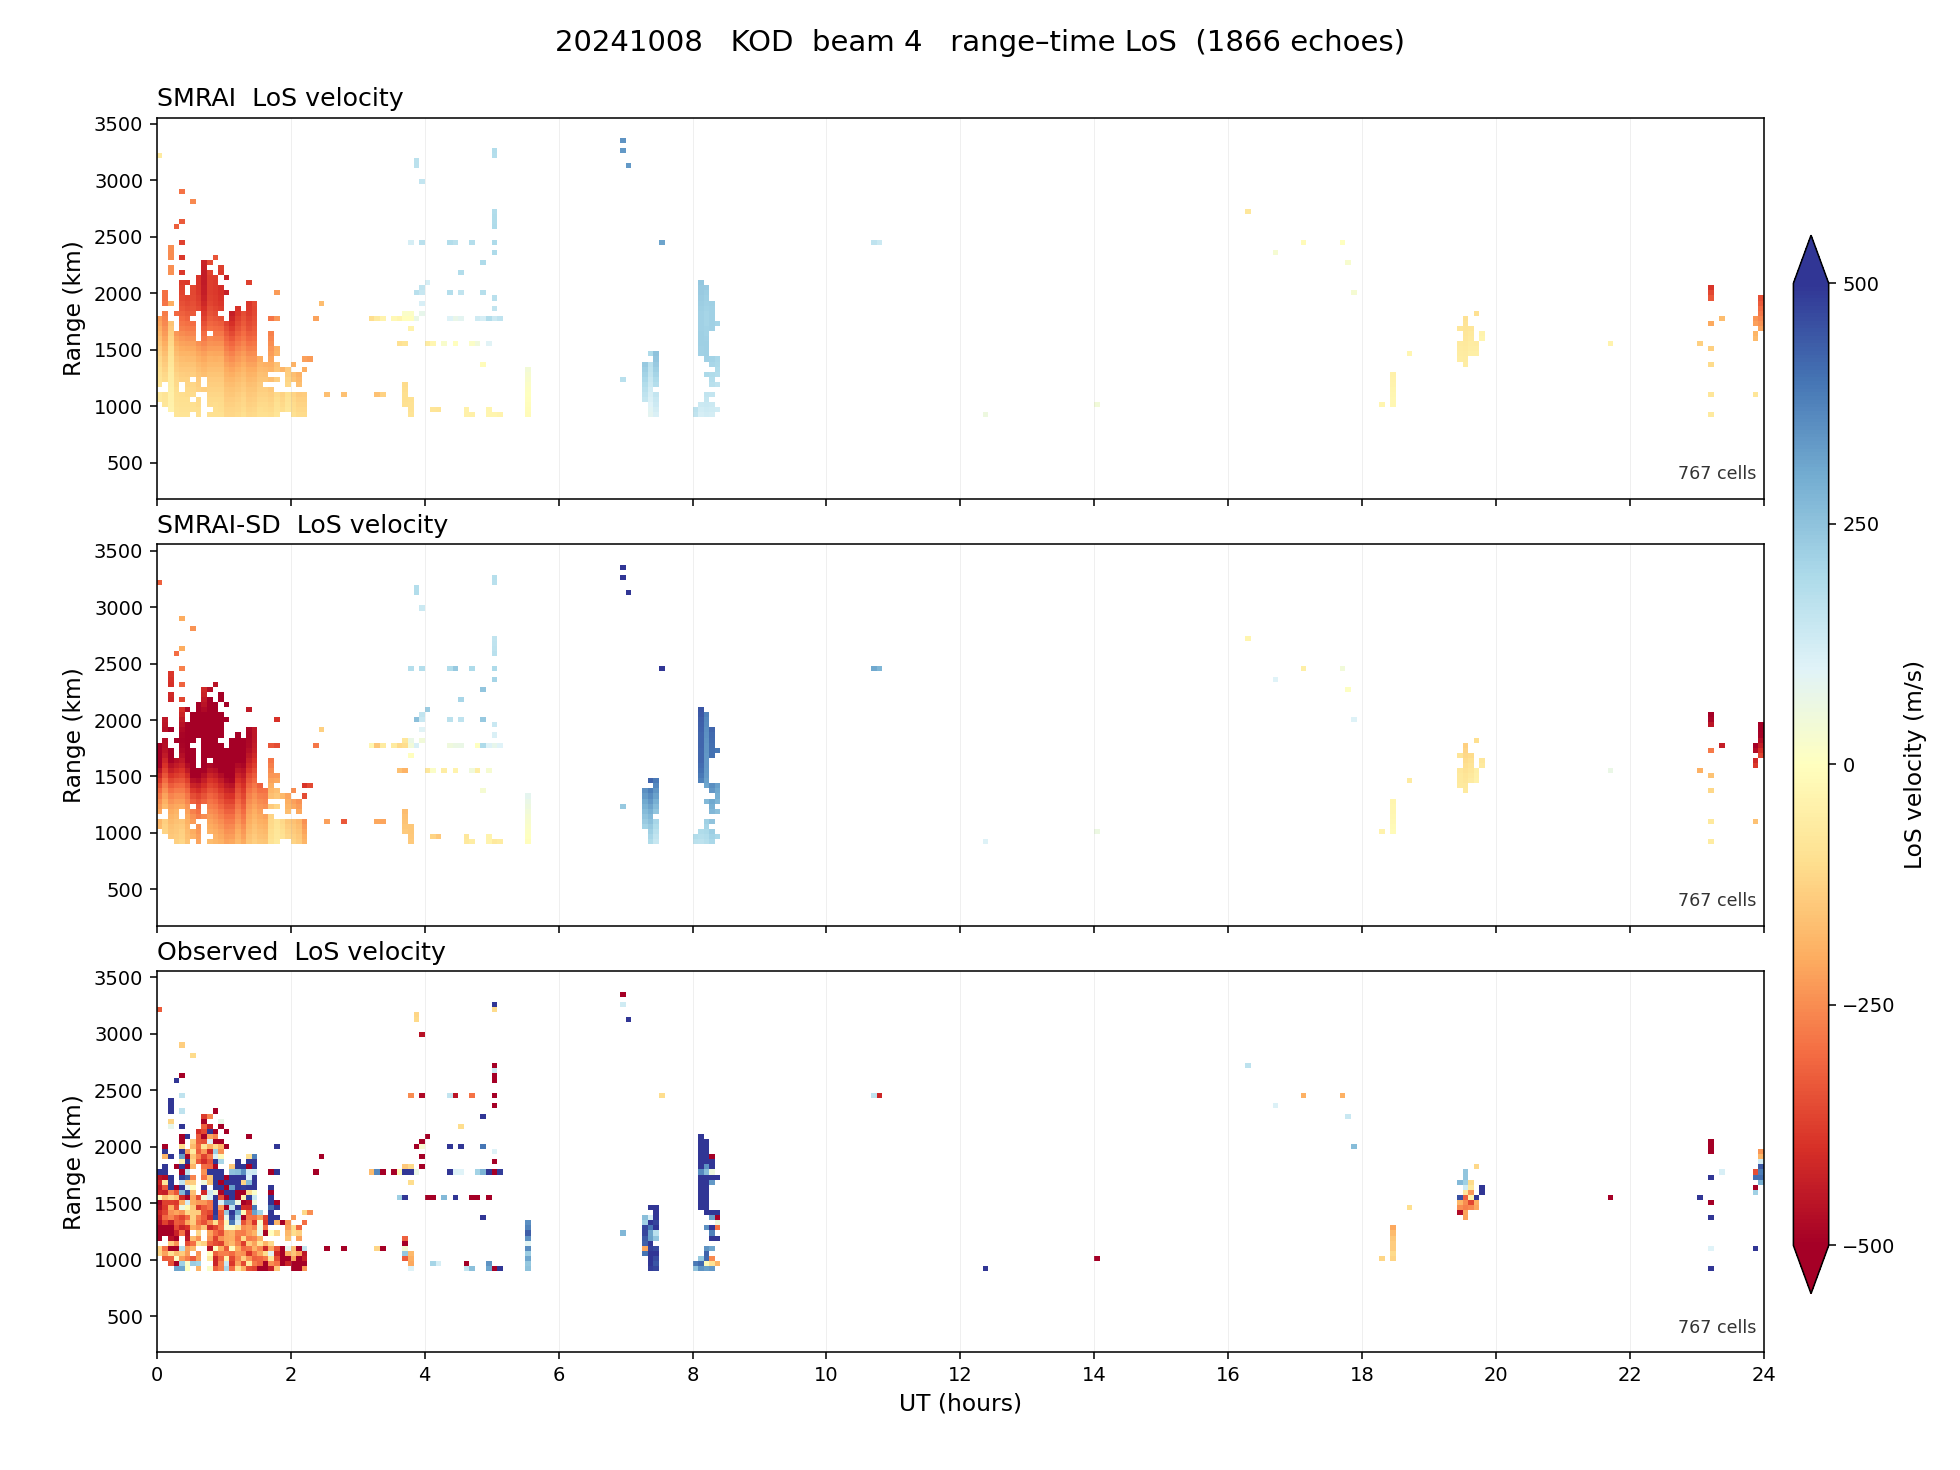 20241008 KOD beam 4 range–time LoS (1866 echoes)
SMRAI LoS velocity
3500
3000
2500
2000
1500
1000
500
Range (km)
767 cells
SMRAI-SD LoS velocity
3500
3000
2500
2000
1500
1000
500
Range (km)
767 cells
Observed LoS velocity
3500
3000
2500
2000
1500
1000
500
Range (km)
767 cells
0 2 4 6 8 10 12 14 16 18 20 22 24
UT (hours)
500
250
0
−250
−500
LoS velocity (m/s)